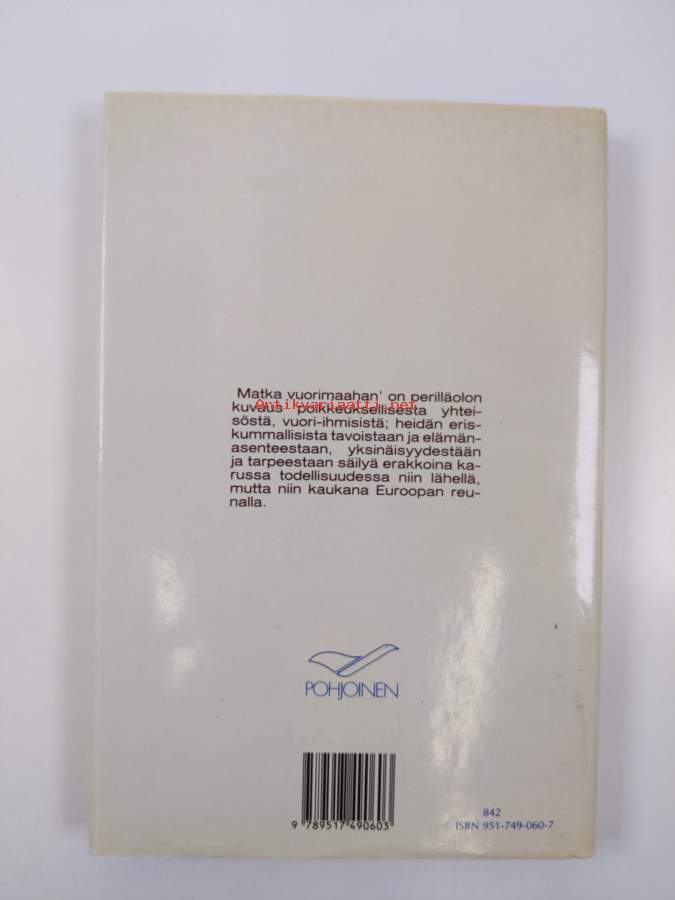 Matka vuorimaahan' on perilläolon
kuvaus poikkeuksellisesta yhtei-
Antikvariaatti.net
söstä, vuori-ihmisistä; heidän eris-
kummallisista tavoistaan ja elämän-
asenteestaan, yksinäisyydestään
ja tarpeestaan säilyä erakkoina ka-
russa todellisuudessa niin lähellä,
mutta niin kaukana Euroopan reu-
nalla.
POHJOINEN
9 789517 490603
842
ISBN 951-749-060-7